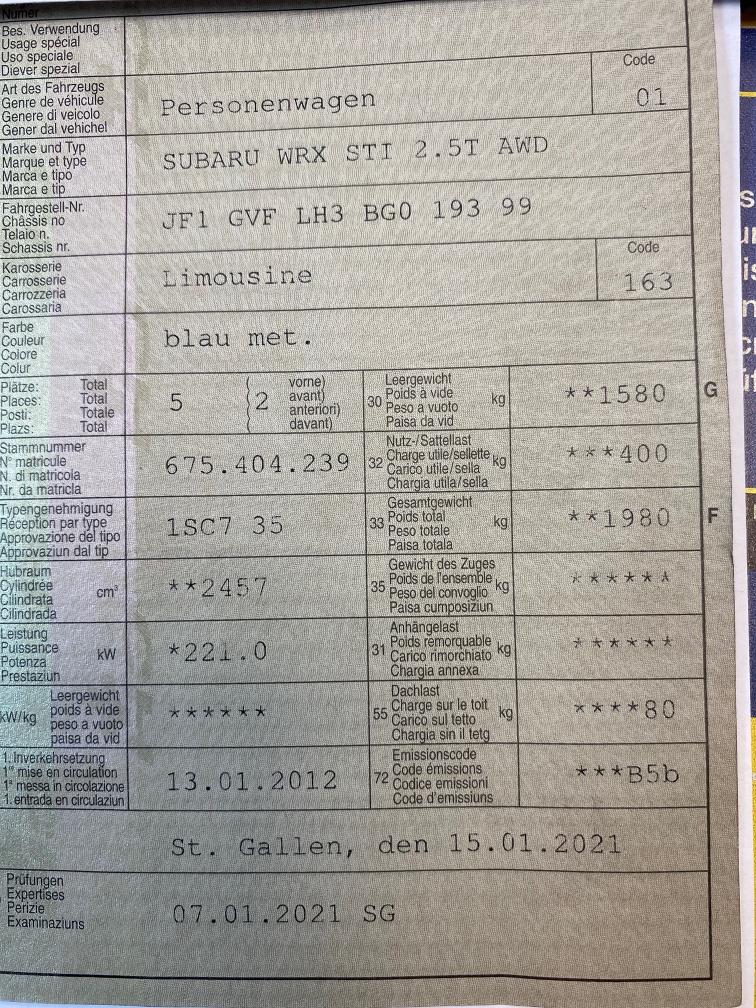 Numer
Bes. Verwendung
Usage spécial
Uso speciale
Diever spezial
Art des Fahrzeugs
Genre de véhicule
Genere di veicolo
Gener dal vehichel
Personenwagen
Code
01
Marke und Typ
Marque et type
Marca e tipo
Marca e tip
SUBARU WRX STI 2.5T AWD
Fahrgestell-Nr.
Châssis no
Telaio n.
Schassis nr.
JF1 GVF LH3 BG0 193 99
Karosserie
Carrosserie
Carrozzeria
Carossaria
Limousine
Code
163
Farbe
Couleur
Colore
Colur
blau met.
Plätze: Total
Places: Total
Posti: Totale
Plazs: Total
5
( 2
vorne)
avant)
anteriori)
davant)
30
Leergewicht
Poids à vide
Peso a vuoto
Paisa da vid
kg
**1580
G
Stammnummer
N° matricule
N. di matricola
Nr. da matricla
675.404.239
32
Nutz-/Sattellast
Charge utile/sellette
Carico utile/sella
Chargia utila/sella
kg
***400
Typengenehmigung
Réception par type
Approvazione del tipo
Approvaziun dal tip
1SC7 35
33
Gesamtgewicht
Poids total
Peso totale
Paisa totala
kg
**1980
F
Hubraum
Cylindrée
Cilindrata
Cilindrada
cm³
**2457
35
Gewicht des Zuges
Poids de l'ensemble
Peso del convoglio
Paisa cumposiziun
kg
******
Leistung
Puissance
Potenza
Prestaziun
kW
*221.0
31
Anhängelast
Poids remorquable
Carico rimorchiato
Chargia annexa
kg
******
kW/kg
Leergewicht
poids à vide
peso a vuoto
paisa da vid
******
55
Dachlast
Charge sur le toit
Carico sul tetto
Chargia sin il tetg
kg
****80
1. Inverkehrsetzung
1re mise en circulation
1a messa in circolazione
1. entrada en circulaziun
13.01.2012
72
Emissionscode
Code émissions
Codice emissioni
Code d'emissiuns
***B5b
St. Gallen, den 15.01.2021
Prüfungen
Expertises
Perizie
Examinaziuns
07.01.2021 SG